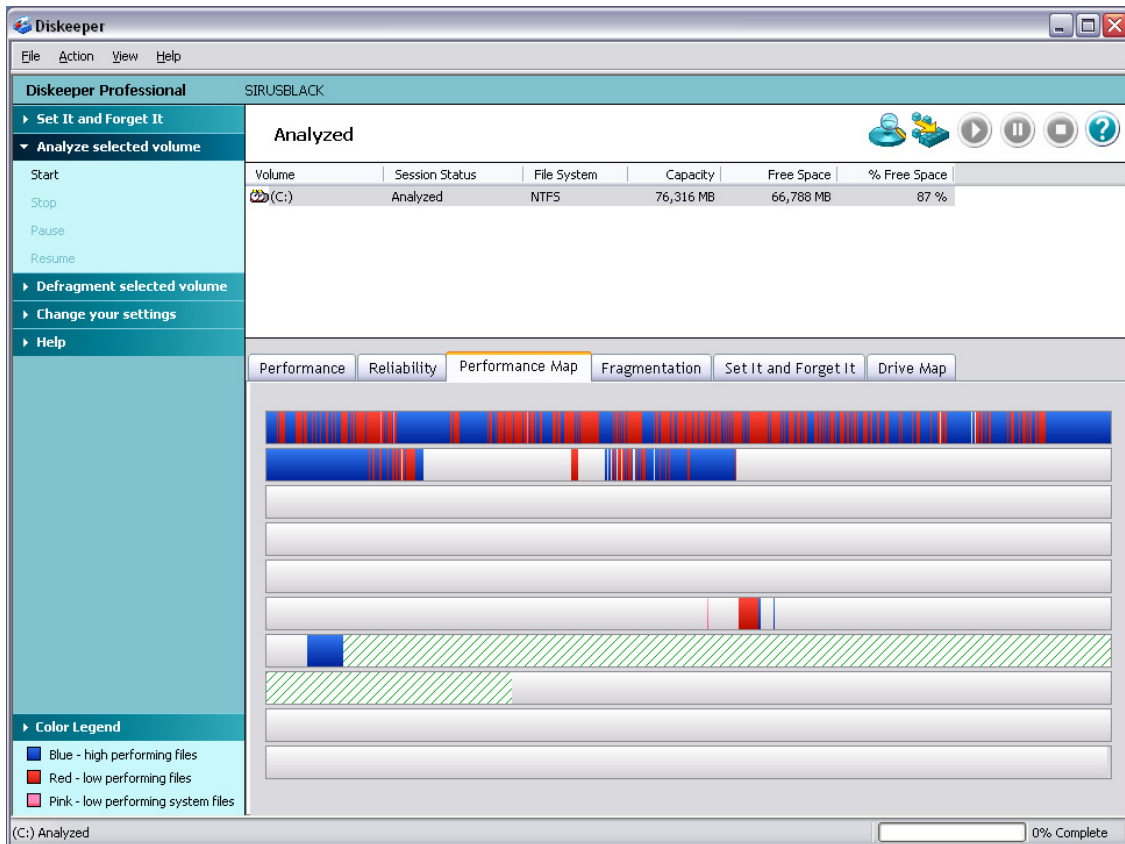 Diskeeper
File Action View Help
Diskeeper Professional SIRUSBLACK
Set It and Forget It
Analyze selected volume
Start
Stop
Pause
Resume
Defragment selected volume
Change your settings
Help
Analyzed
?
Volume Session Status File System Capacity Free Space % Free Space
(C:) Analyzed NTFS 76,316 MB 66,788 MB 87 %
Performance Reliability Performance Map Fragmentation Set It and Forget It Drive Map
Color Legend
Blue - high performing files
Red - low performing files
Pink - low performing system files
(C:) Analyzed 0% Complete